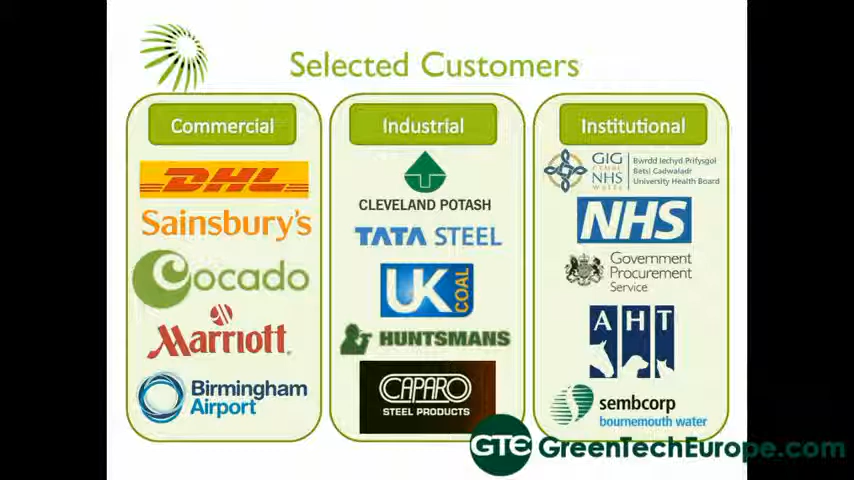 Selected Customers
Commercial
DHL
Sainsbury's
ocado
Marriott
Birmingham
Airport
Industrial
CLEVELAND POTASH
TATA STEEL
UK COAL
HUNTSMANS
CAPARO
STEEL PRODUCTS
Institutional
GIG
CYMRU
NHS
WALES
Bwrdd Iechyd Prifysgol
Betsi Cadwaladr
University Health Board
NHS
Government
Procurement
Service
AHT
sembcorp
bournemouth water
GTE GreenTechEurope.com